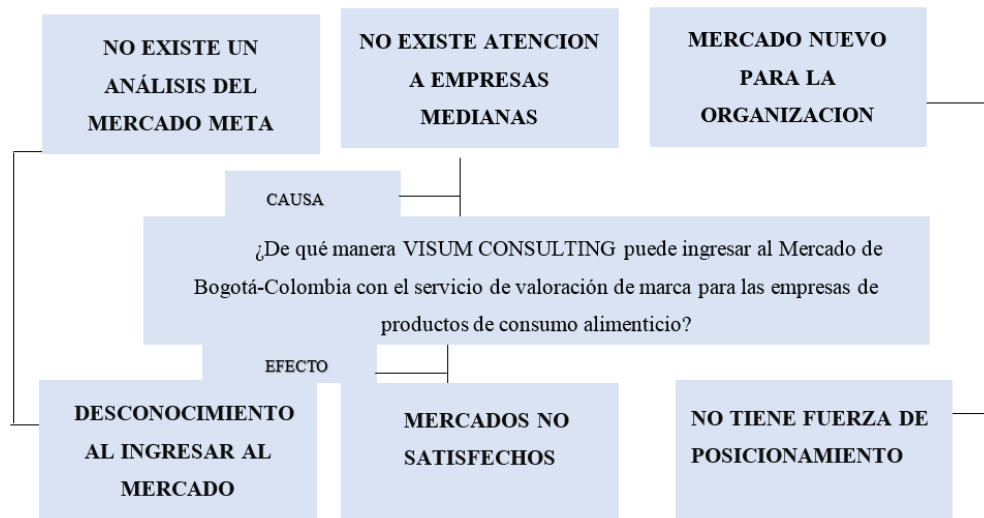 NO EXISTE UN
ANÁLISIS DEL
MERCADO META
NO EXISTE ATENCION
A EMPRESAS
MEDIANAS
MERCADO NUEVO
PARA LA
ORGANIZACION
CAUSA
¿De qué manera VISUM CONSULTING puede ingresar al Mercado de
Bogotá-Colombia con el servicio de valoración de marca para las empresas de
productos de consumo alimenticio?
EFECTO
DESCONOCIMIENTO
AL INGRESAR AL
MERCADO
MERCADOS NO
SATISFECHOS
NO TIENE FUERZA DE
POSICIONAMIENTO